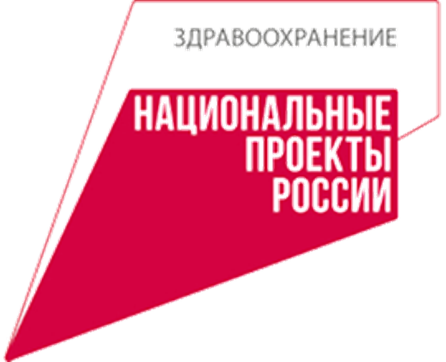 ЗДРАВООХРАНЕНИЕ
НАЦИОНАЛЬНЫЕ
ПРОЕКТЫ
РОССИИ